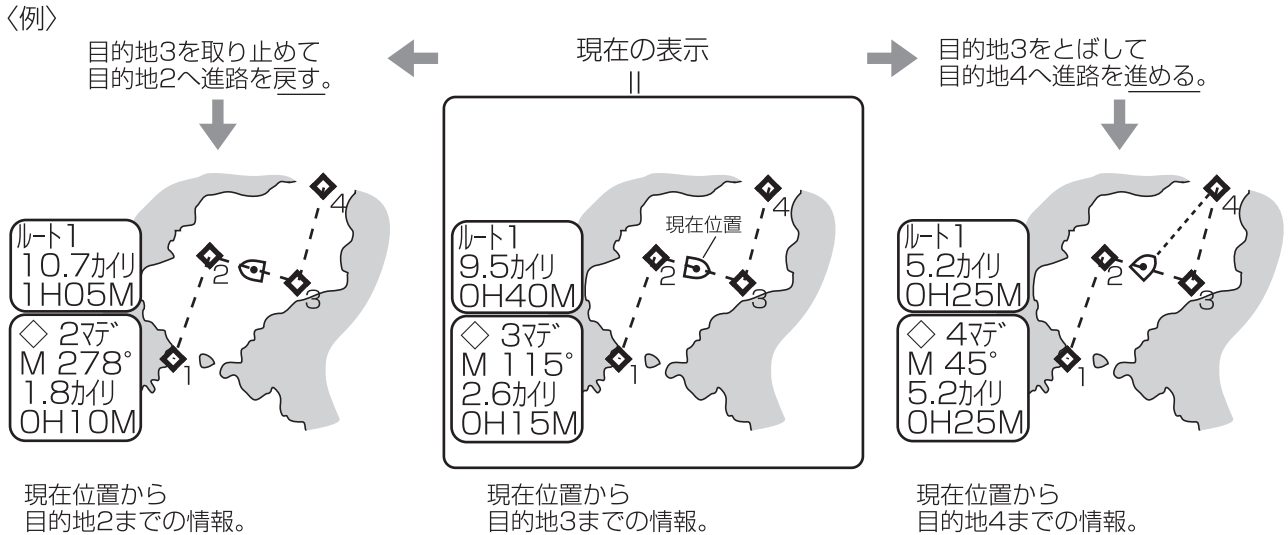 〈例〉
目的地3を取り止めて
目的地2へ進路を戻す。
現在の表示
目的地3をとばして
目的地4へ進路を進める。
ルート1
10.7カイリ
1H05M
◇ 2マデ
M 278°
1.8カイリ
0H10M
1
2
3
4
現在位置から
目的地2までの情報。
ルート1
9.5カイリ
0H40M
◇ 3マデ
M 115°
2.6カイリ
0H15M
現在位置
1
2
3
4
現在位置から
目的地3までの情報。
ルート1
5.2カイリ
0H25M
◇ 4マデ
M 45°
5.2カイリ
0H25M
1
2
3
4
現在位置から
目的地4までの情報。